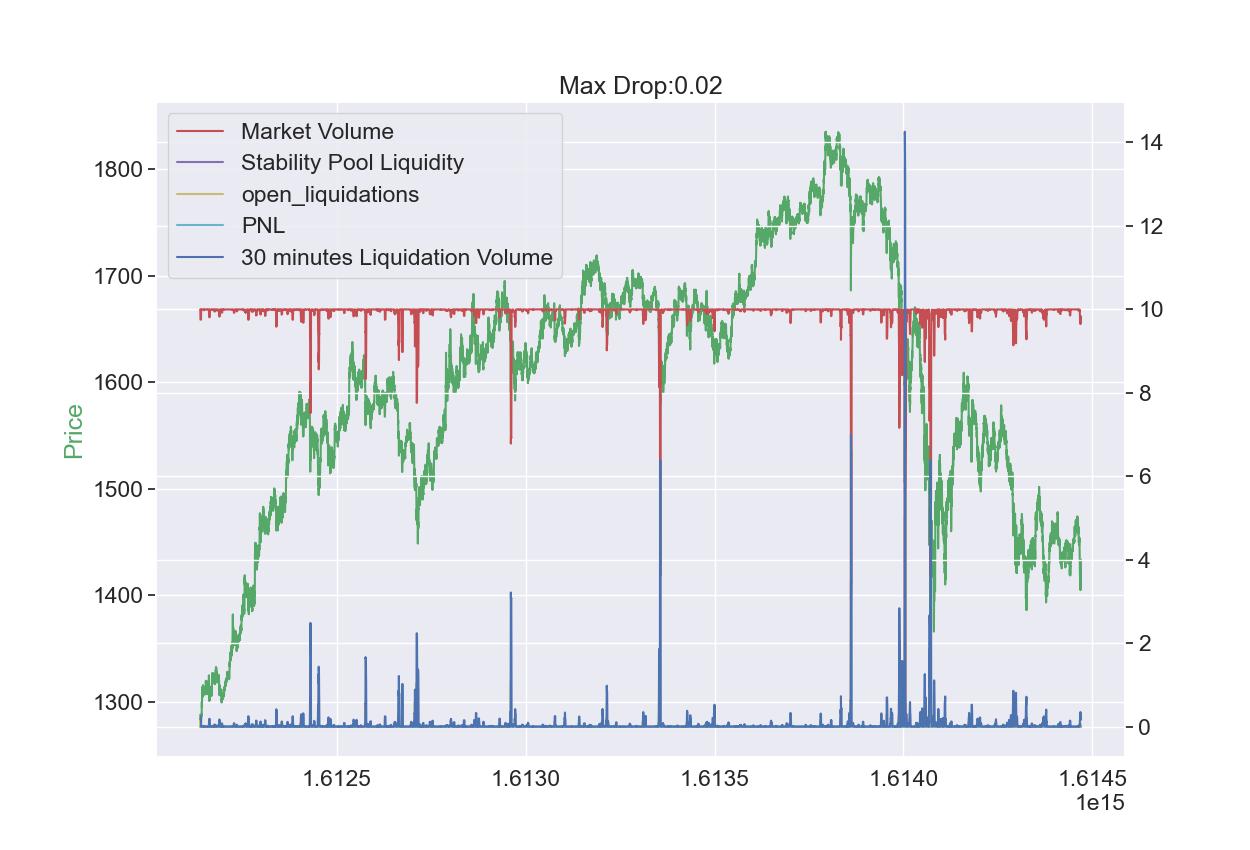 Max Drop:0.02
Market Volume
Stability Pool Liquidity
open_liquidations
PNL
30 minutes Liquidation Volume
Price
1800
1700
1600
1500
1400
1300
14
12
10
8
6
4
2
0
1.6125
1.6130
1.6135
1.6140
1.6145
1e15